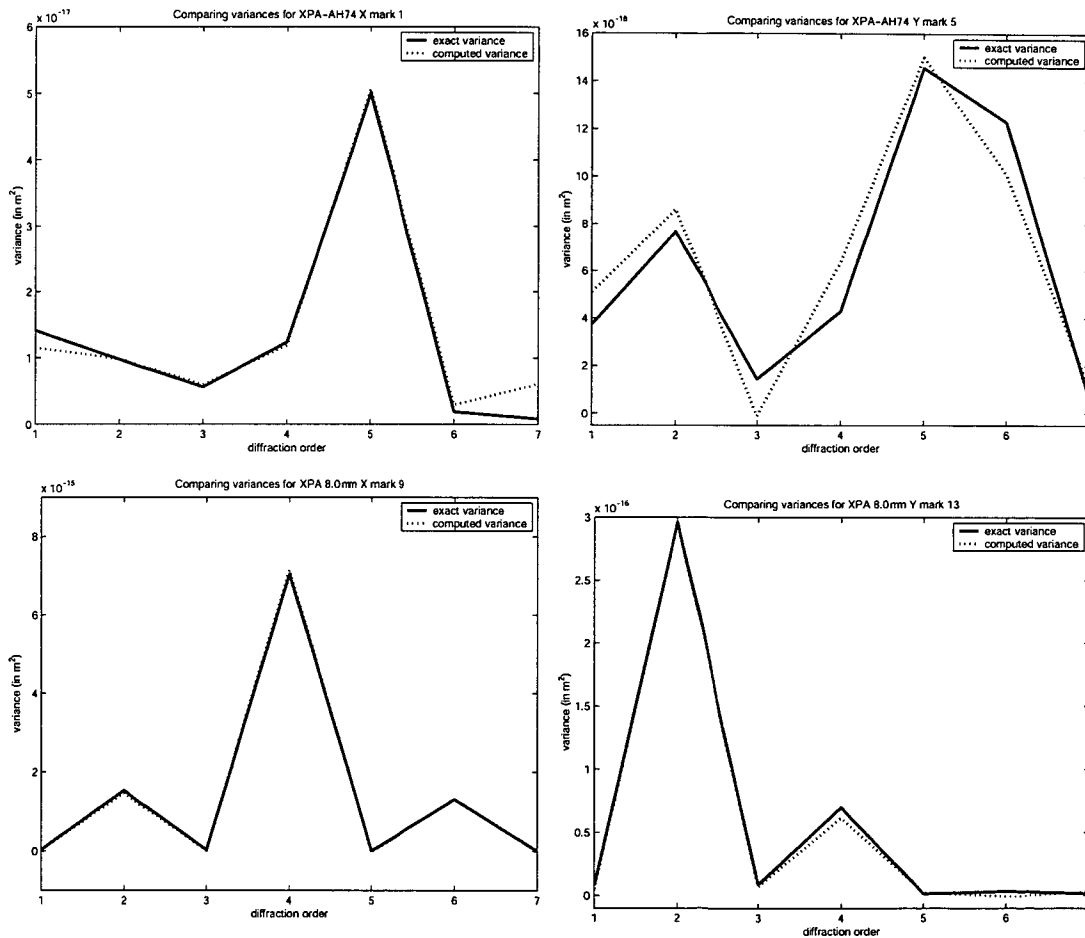 Comparing variances for XPA-AH74 X mark 1
x 10⁻¹⁷
exact variance
computed variance
6
5
4
3
2
1
0
variance (in m²)
1 2 3 4 5 6 7
diffraction order
Comparing variances for XPA-AH74 Y mark 5
x 10⁻¹⁸
exact variance
computed variance
16
14
12
10
8
6
4
2
0
variance (in m²)
1 2 3 4 5 6
diffraction order
Comparing variances for XPA 8.0mm X mark 9
x 10⁻¹⁵
exact variance
computed variance
8
6
4
2
0
variance (in m²)
1 2 3 4 5 6 7
diffraction order
Comparing variances for XPA 8.0mm Y mark 13
x 10⁻¹⁶
exact variance
computed variance
3
2.5
2
1.5
1
0.5
0
variance (in m²)
1 2 3 4 5 6
diffraction order